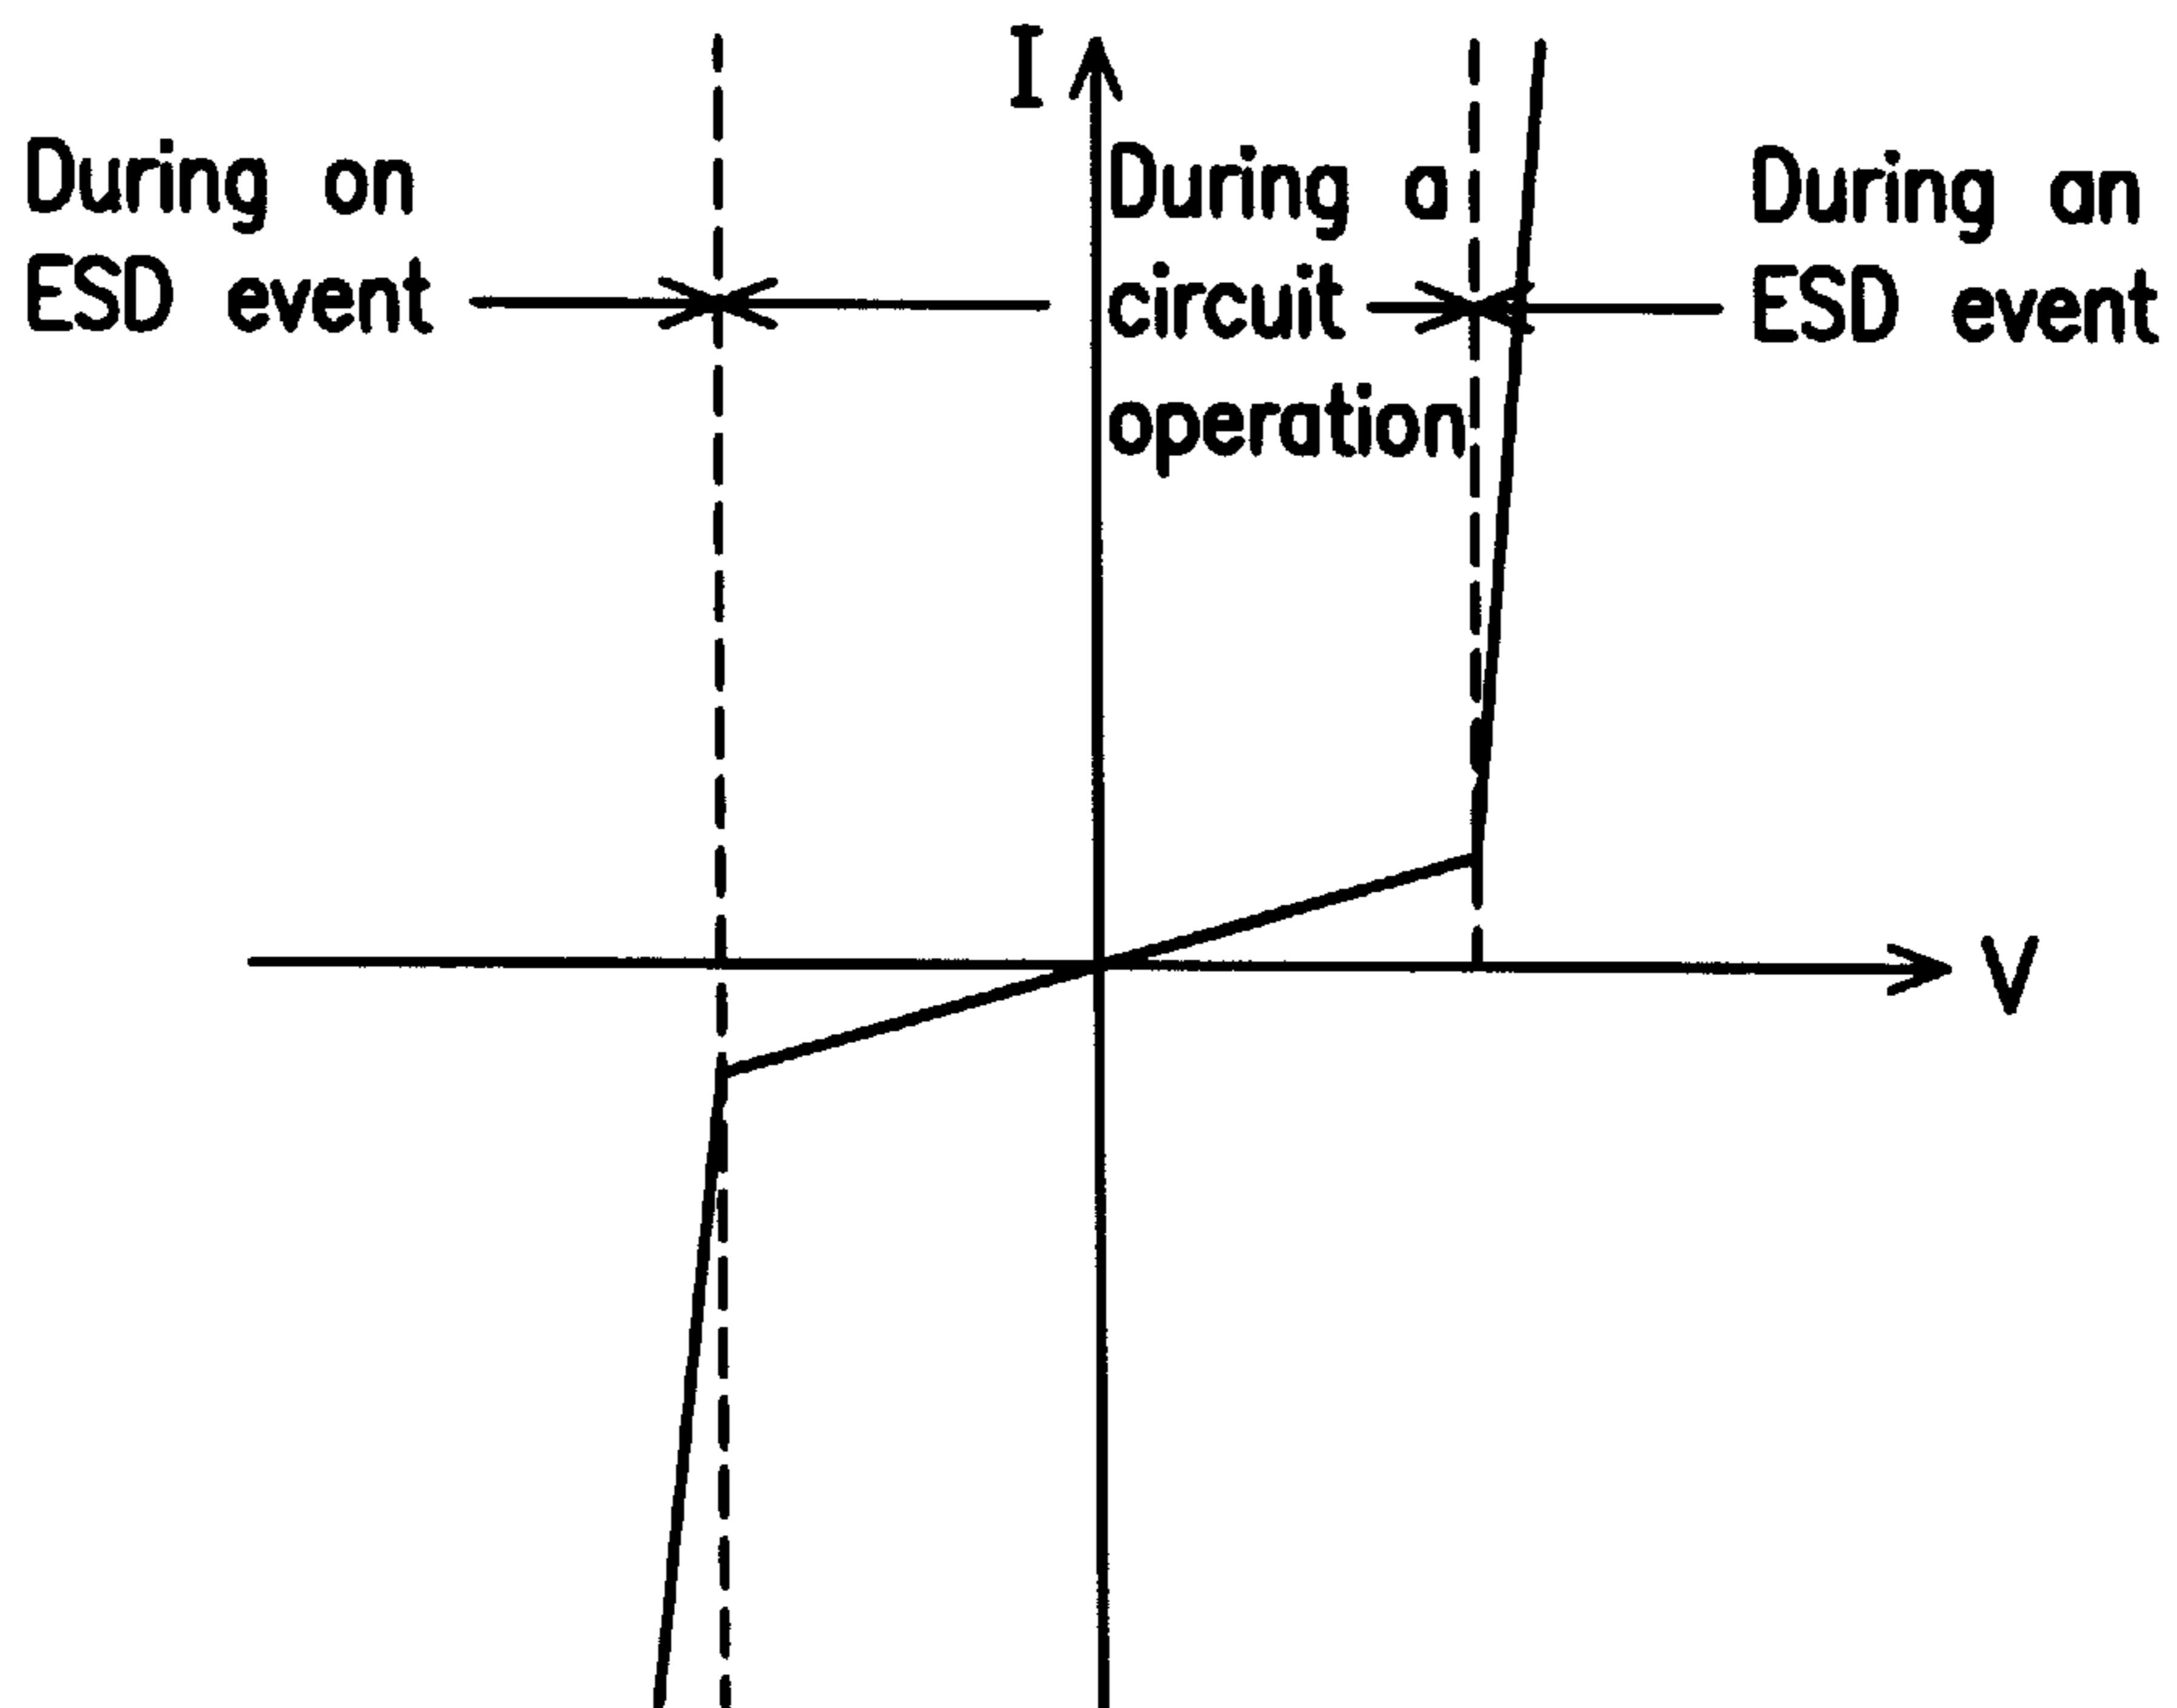 I
During on
ESD event
During a
circuit
operation
During an
ESD event
V